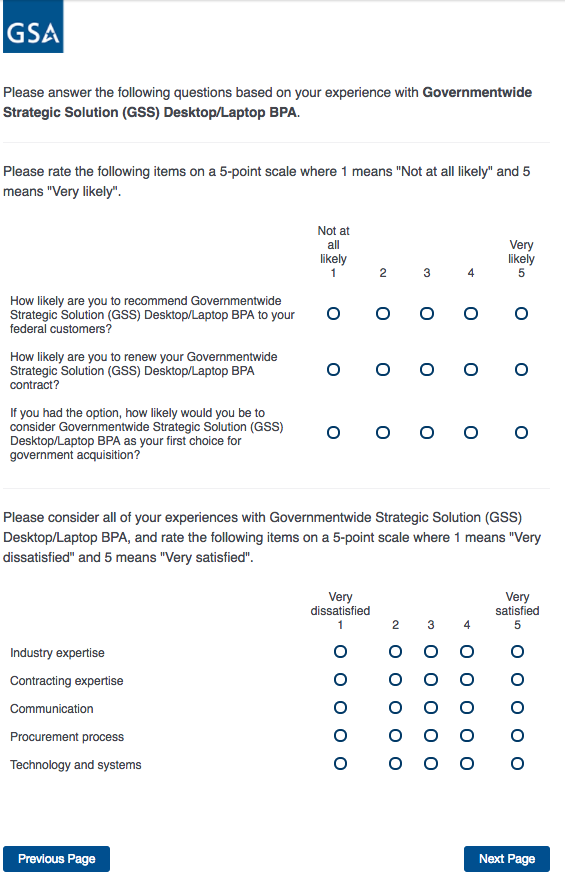 GSA
Please answer the following questions based on your experience with Governmentwide
Strategic Solution (GSS) Desktop/Laptop BPA.
Please rate the following items on a 5-point scale where 1 means "Not at all likely" and 5
means "Very likely".
Not at
all
likely
1
2
3
4
Very
likely
5
How likely are you to recommend Governmentwide
Strategic Solution (GSS) Desktop/Laptop BPA to your
federal customers?
How likely are you to renew your Governmentwide
Strategic Solution (GSS) Desktop/Laptop BPA
contract?
If you had the option, how likely would you be to
consider Governmentwide Strategic Solution (GSS)
Desktop/Laptop BPA as your first choice for
government acquisition?
Please consider all of your experiences with Governmentwide Strategic Solution (GSS)
Desktop/Laptop BPA, and rate the following items on a 5-point scale where 1 means "Very
dissatisfied" and 5 means "Very satisfied".
Very
dissatisfied
1
2
3
4
Very
satisfied
5
Industry expertise
Contracting expertise
Communication
Procurement process
Technology and systems
Previous Page
Next Page